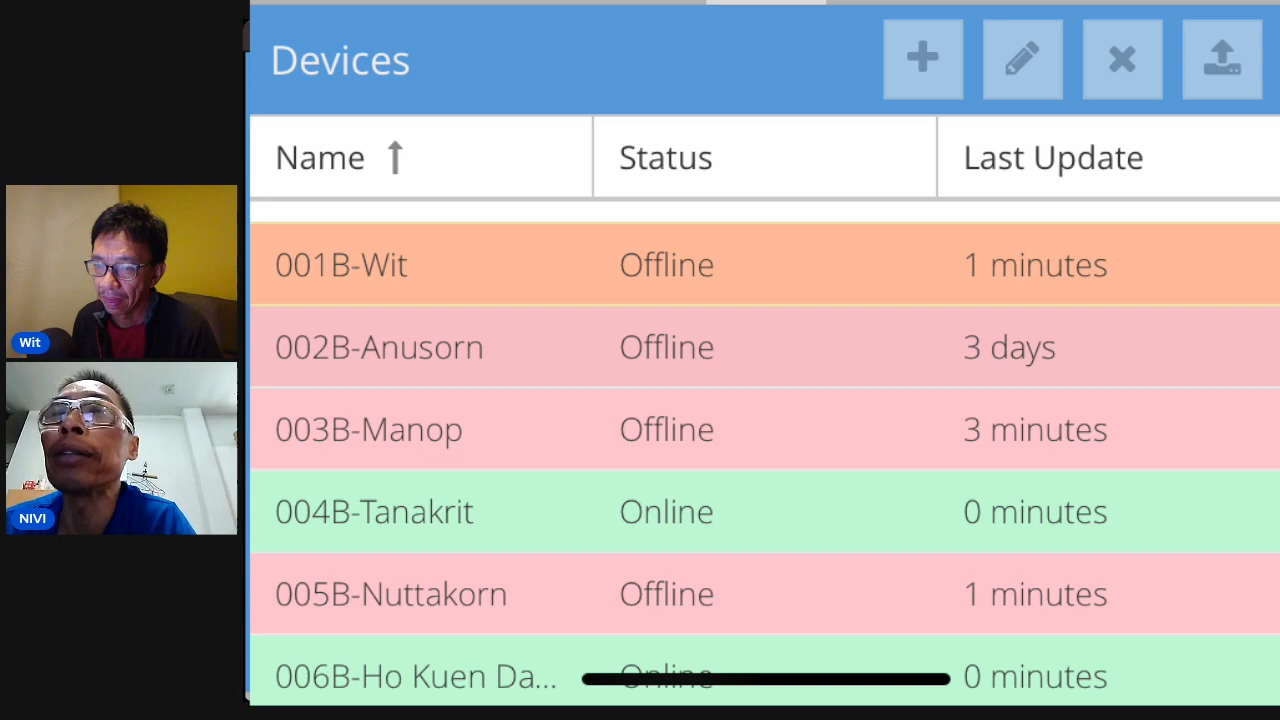 Devices
Name Status Last Update
001B-Wit Offline 1 minutes
002B-Anusorn Offline 3 days
003B-Manop Offline 3 minutes
004B-Tanakrit Online 0 minutes
005B-Nuttakorn Offline 1 minutes
006B-Ho Kuen Da... Online 0 minutes
Wit
NIVI